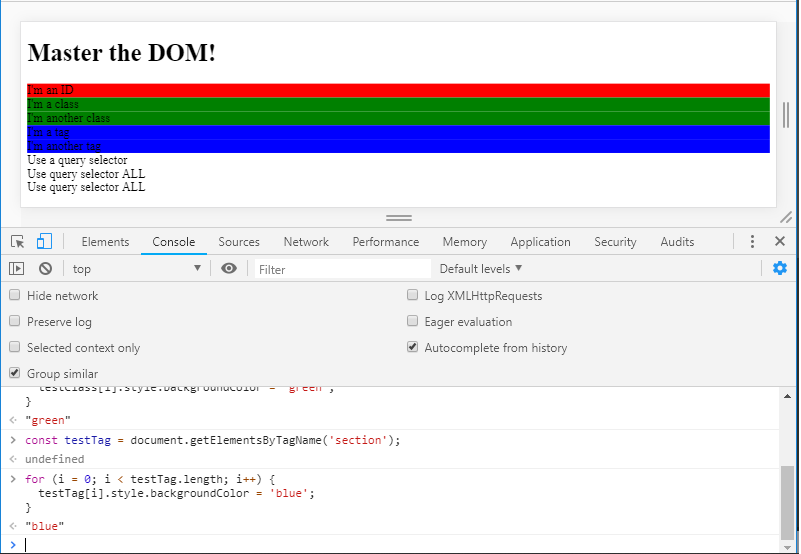 Master the DOM!
I'm an ID
I'm a class
I'm another class
I'm a tag
I'm another tag
Use a query selector
Use query selector ALL
Use query selector ALL
Elements Console Sources Network Performance Memory Application Security Audits
top Filter Default levels
Hide network Log XMLHttpRequests
Preserve log Eager evaluation
Selected context only Autocomplete from history
Group similar
testClass[i].style.backgroundColor = 'green';
}
"green"
const testTag = document.getElementsByTagName('section');
undefined
for (i = 0; i < testTag.length; i++) {
testTag[i].style.backgroundColor = 'blue';
}
"blue"